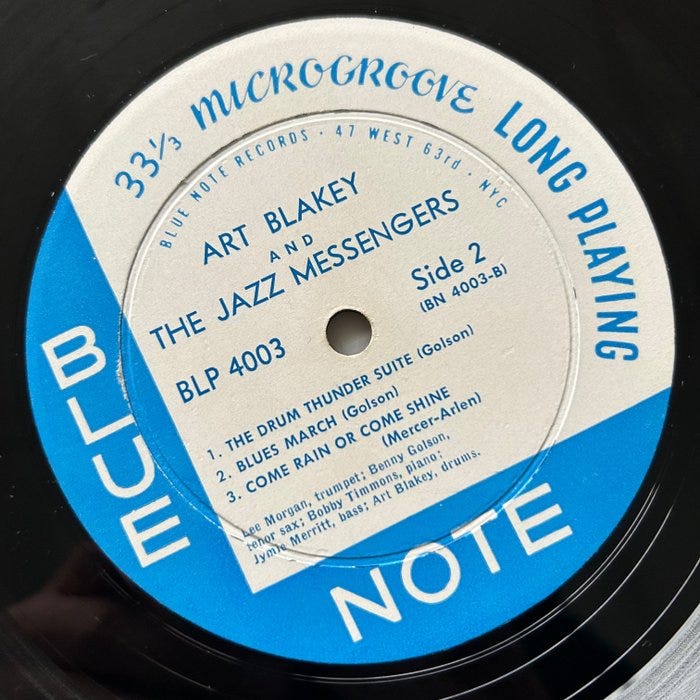 33⅓ MICROGROOVE LONG PLAYING
BLUE NOTE RECORDS · 47 WEST 63rd · NYC
ART BLAKEY
AND
THE JAZZ MESSENGERS
BLP 4003
Side 2
(BN 4003-B)
1. THE DRUM THUNDER SUITE (Golson)
2. BLUES MARCH (Golson)
3. COME RAIN OR COME SHINE
(Mercer-Arlen)
Lee Morgan, trumpet; Benny Golson,
tenor sax; Bobby Timmons, piano;
Jymie Merritt, bass; Art Blakey, drums.
BLUE
NOTE